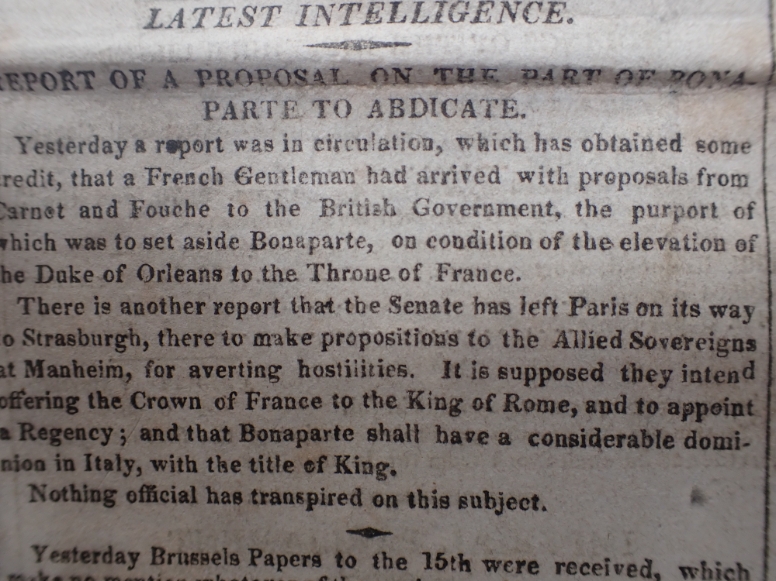 LATEST INTELLIGENCE.
REPORT OF A PROPOSAL ON THE PART OF BONA-
PARTE TO ABDICATE.
Yesterday a report was in circulation, which has obtained some
redit, that a French Gentleman had arrived with proposals from
Carnot and Fouche to the British Government, the purport of
which was to set aside Bonaparte, on condition of the elevation of
he Duke of Orleans to the Throne of France.
There is another report that the Senate has left Paris on its way
o Strasburgh, there to make propositions to the Allied Sovereigns
at Manheim, for averting hostilities. It is supposed they intend
offering the Crown of France to the King of Rome, and to appoint
a Regency; and that Bonaparte shall have a considerable domi-
nion in Italy, with the title of King.
Nothing official has transpired on this subject.
Yesterday Brussels Papers to the 15th were received, which
make no mention